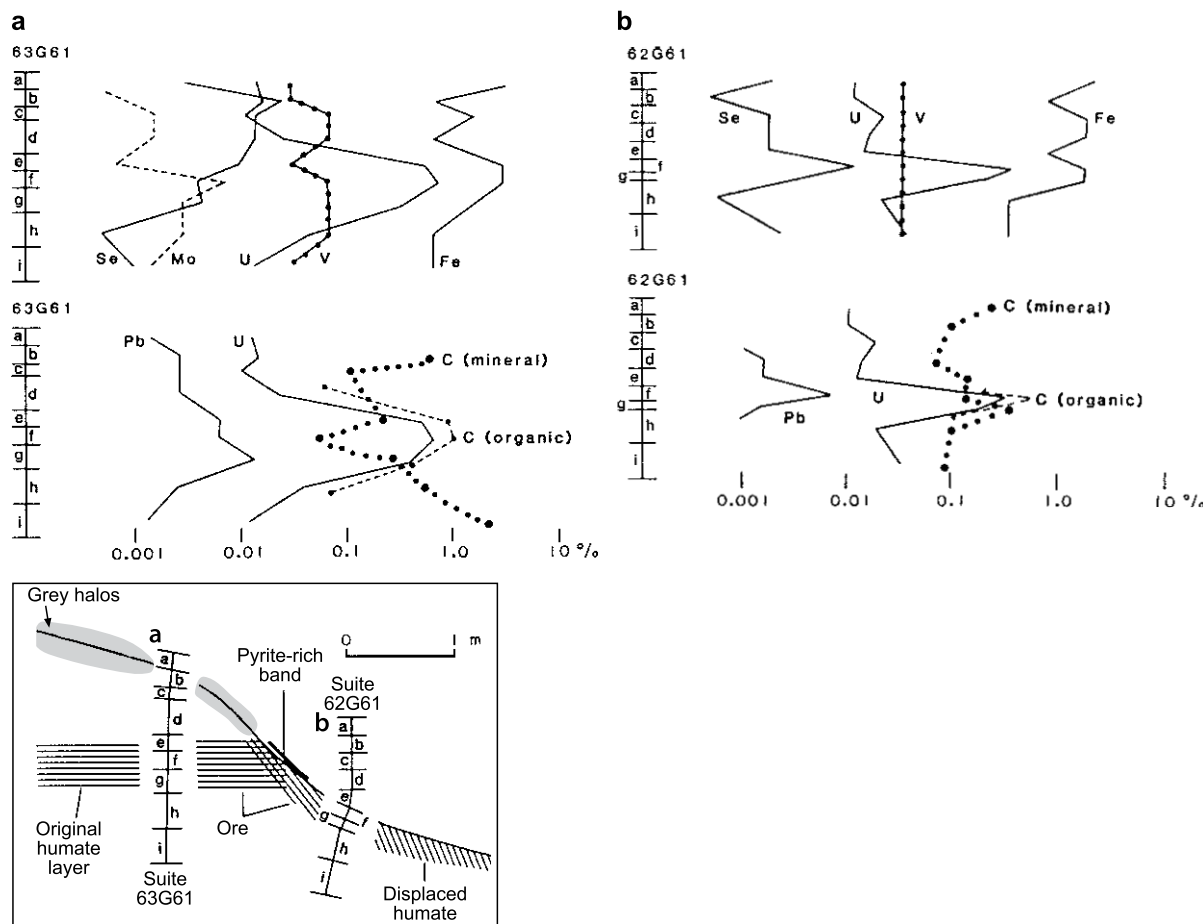 a
63G61
a
b
c
d
e
f
g
h
i
Se
Mo
U
V
Fe
63G61
a
b
c
d
e
f
g
h
i
Pb
U
C (mineral)
C (organic)
0.001
0.01
0.1
1.0
10 %
b
62G61
a
b
c
d
e
f
g
h
i
Se
U
V
Fe
62G61
a
b
c
d
e
f
g
h
i
Pb
U
C (mineral)
C (organic)
0.001
0.01
0.1
1.0
10 %
Grey halos
a
a
b
c
d
e
f
g
h
i
Suite
63G61
Original
humate
layer
Ore
Pyrite-rich
band
0 1 m
Suite
62G61
b
a
b
c
d
e
f
g
h
i
Displaced
humate